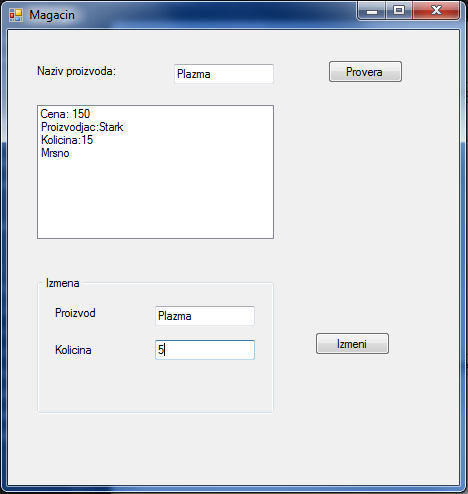 Magacin
Naziv proizvoda:
Plazma
Provera
Cena: 150
Proizvodjac:Stark
Kolicina:15
Mrsno
Izmena
Proizvod
Plazma
Kolicina
5
Izmeni